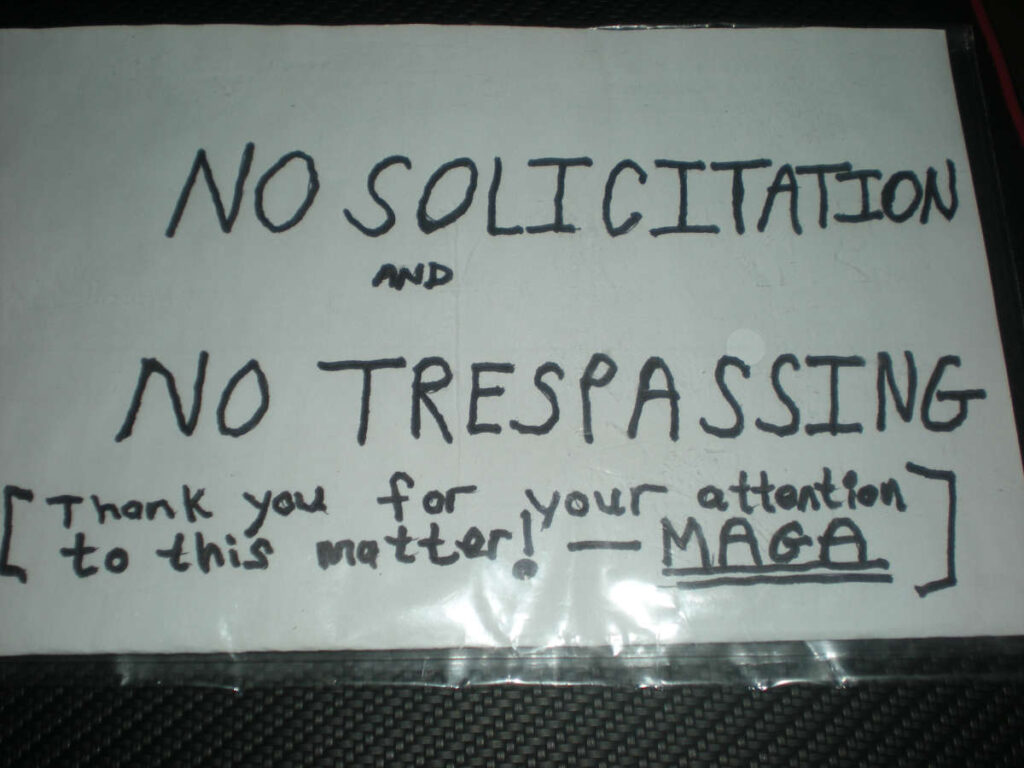 NO SOLICITATION
AND
NO TRESPASSING
[Thank you for your attention
to this matter! — MAGA]